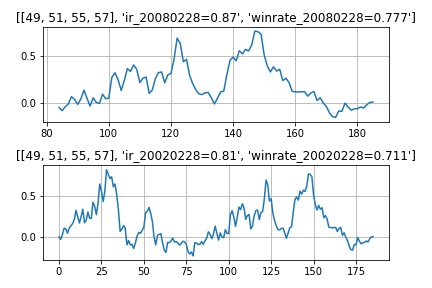 [[49, 51, 55, 57], 'ir_20080228=0.87', 'winrate_20080228=0.777']
0.5
0.0
80 100 120 140 160 180
[[49, 51, 55, 57], 'ir_20020228=0.81', 'winrate_20020228=0.711']
0.5
0.0
0 25 50 75 100 125 150 175